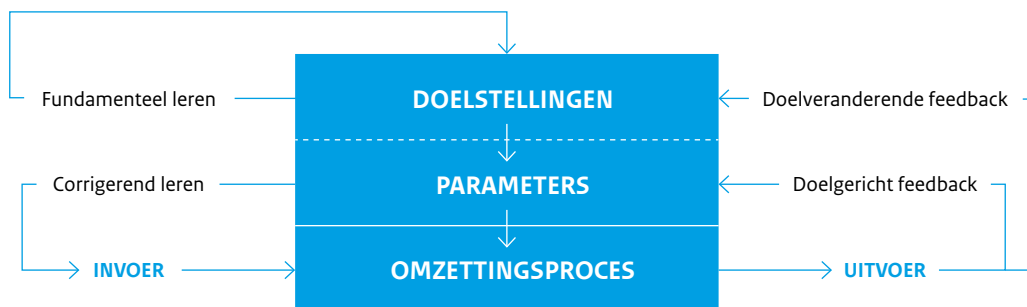 DOELSTELLINGEN
Fundamenteel leren
Doelveranderende feedback
PARAMETERS
Corrigerend leren
Doelgericht feedback
INVOER
OMZETTINGSPROCES
UITVOER